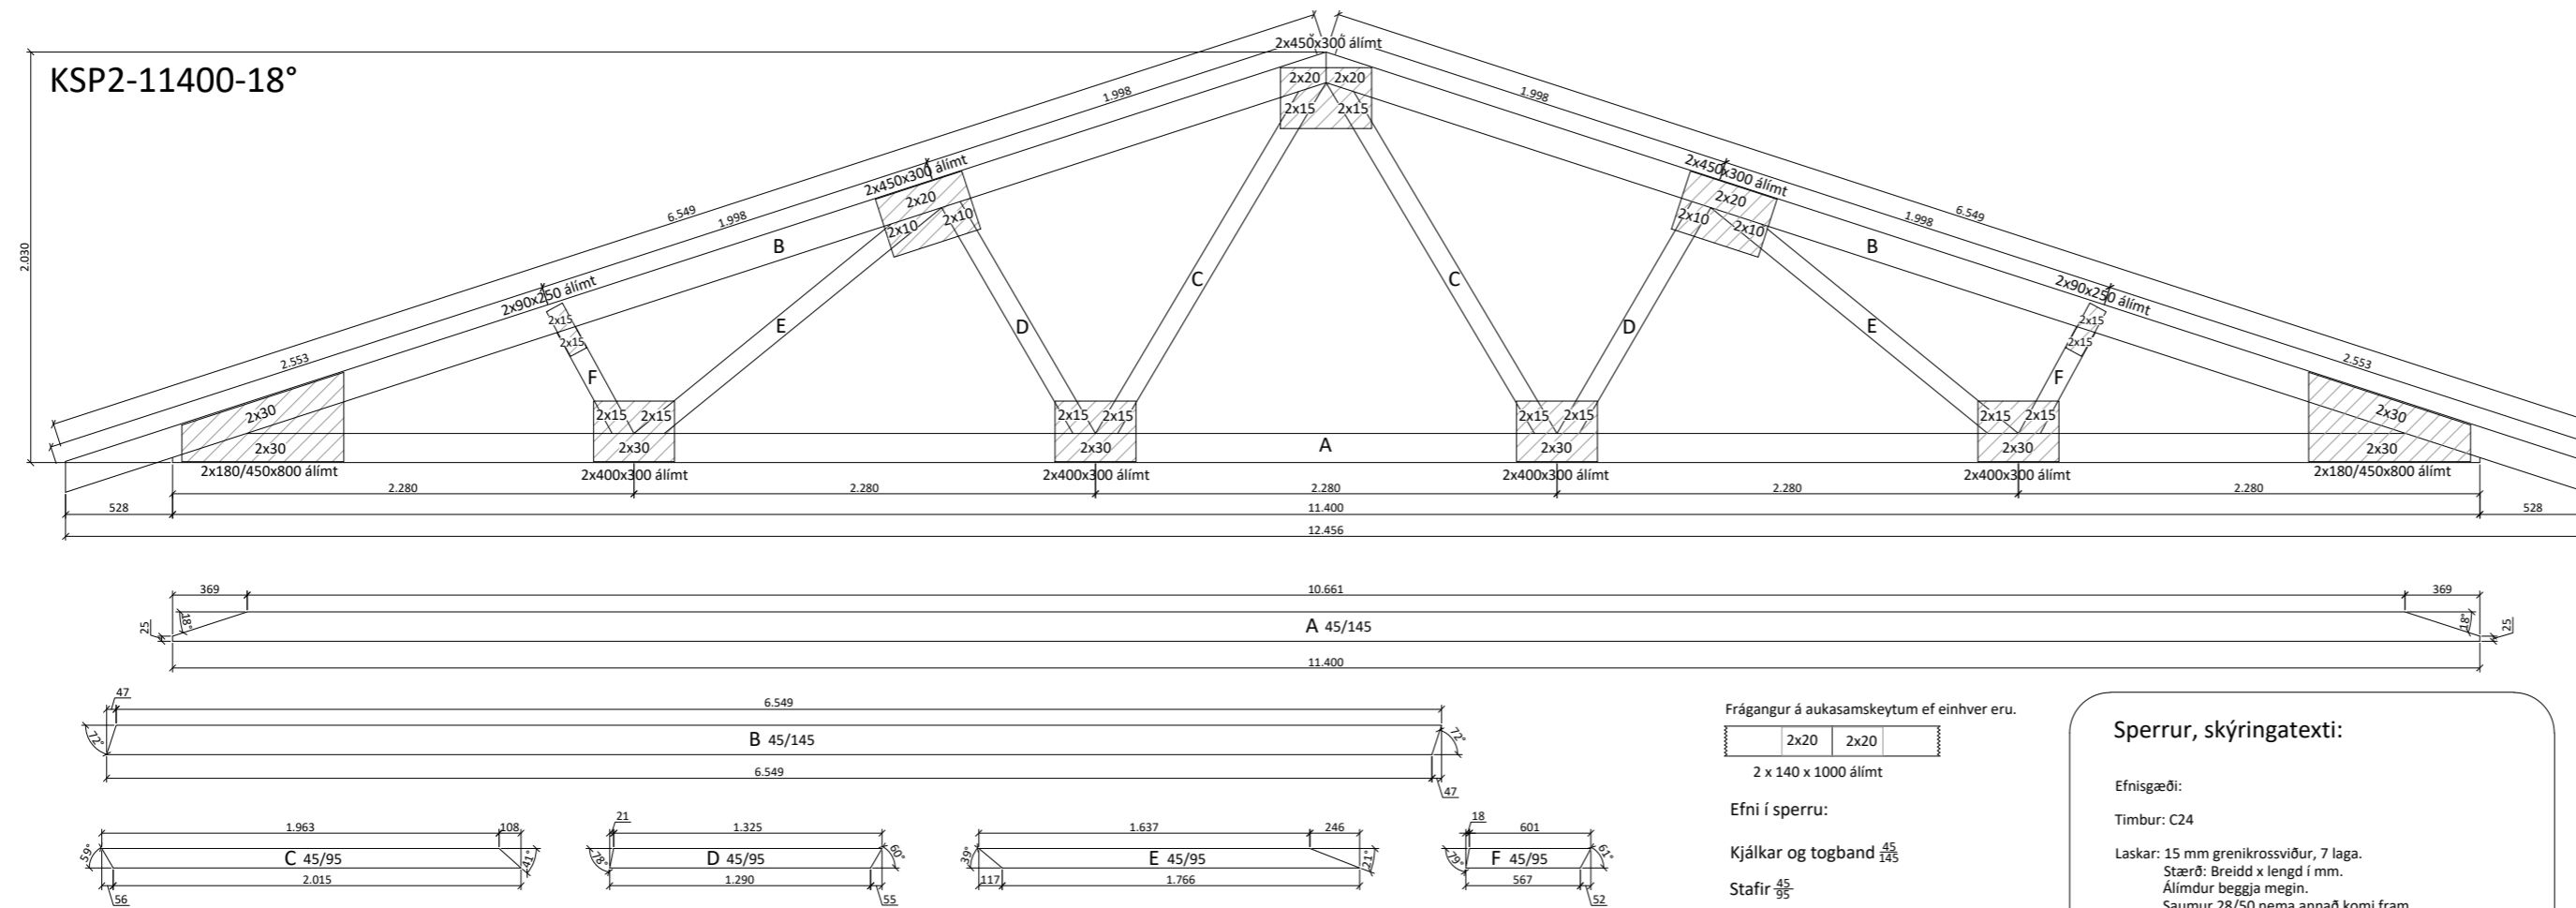 KSP2-11400-18°
2x450x300 álímt
2x20 2x20
2x15 2x15
1.998
1.998
6.549
1.998
1.998
6.549
2.030
2x450x300 álímt
2x20
2x10 2x10
2x450x300 álímt
2x20
2x10 2x10
B
B
C
C
2x90x250 álímt
2x15
2x15
2x90x250 álímt
2x15
2x15
E
D
D
E
2.553
2.553
F
F
2x30
2x30
2x15 2x15
2x30
2x15 2x15
2x30
A
2x15 2x15
2x30
2x15 2x15
2x30
2x30
2x30
2x180/450x800 álímt
2x400x300 álímt
2x400x300 álímt
2x400x300 álímt
2x400x300 álímt
2x180/450x800 álímt
2.280 2.280 2.280 2.280 2.280
528 11.400 528
12.456
369 10.661 369
18° 18°
25 A 45/145 25
11.400
47 6.549
72° B 45/145 72°
6.549 47
1.963 108
59° C 45/95 41°
56 2.015
21 1.325
78° D 45/95 60°
1.290 55
1.637 246
39° E 45/95 21°
117 1.766
18 601
79° F 45/95 61°
567 52
Frágangur á aukasamskeytum ef einhver eru.
2x20 2x20
2 x 140 x 1000 álímt
Efni í sperru:
Kjálkar og togband 45/145
Stafir 45/95
Sperrur, skýringatexti:
Efnisgæði:
Timbur: C24
Laskar: 15 mm grenikrossviður, 7 laga.
Stærð: Breidd x lengd í mm.
Álímdur beggja megin.
Saumur 28/50 nema annað komi fram